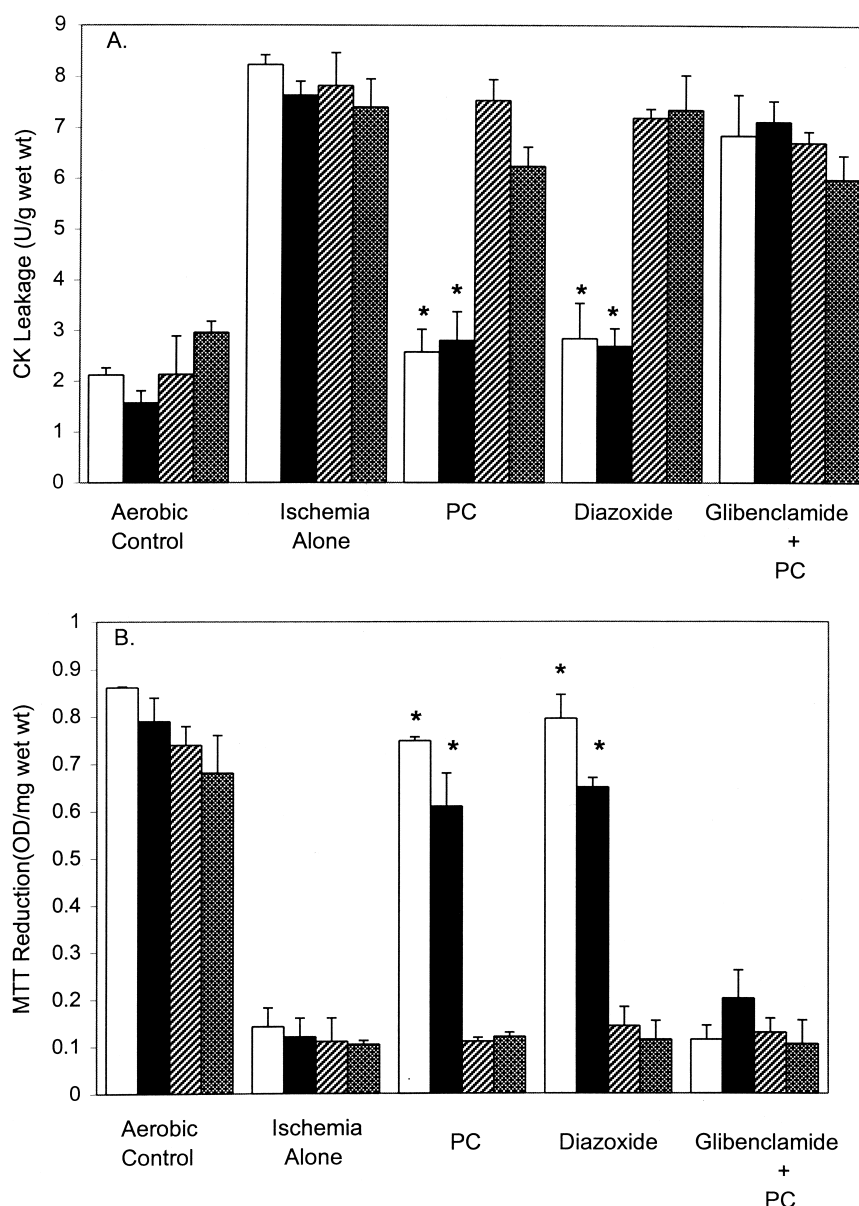 A.
CK Leakage (U/g wet wt)
9
8
7
6
5
4
3
2
1
0
* * * *
Aerobic Control
Ischemia Alone
PC
Diazoxide
Glibenclamide + PC
B.
MTT Reduction(OD/mg wet wt)
1
0.9
0.8
0.7
0.6
0.5
0.4
0.3
0.2
0.1
0
* * * *
Aerobic Control
Ischemia Alone
PC
Diazoxide
Glibenclamide + PC